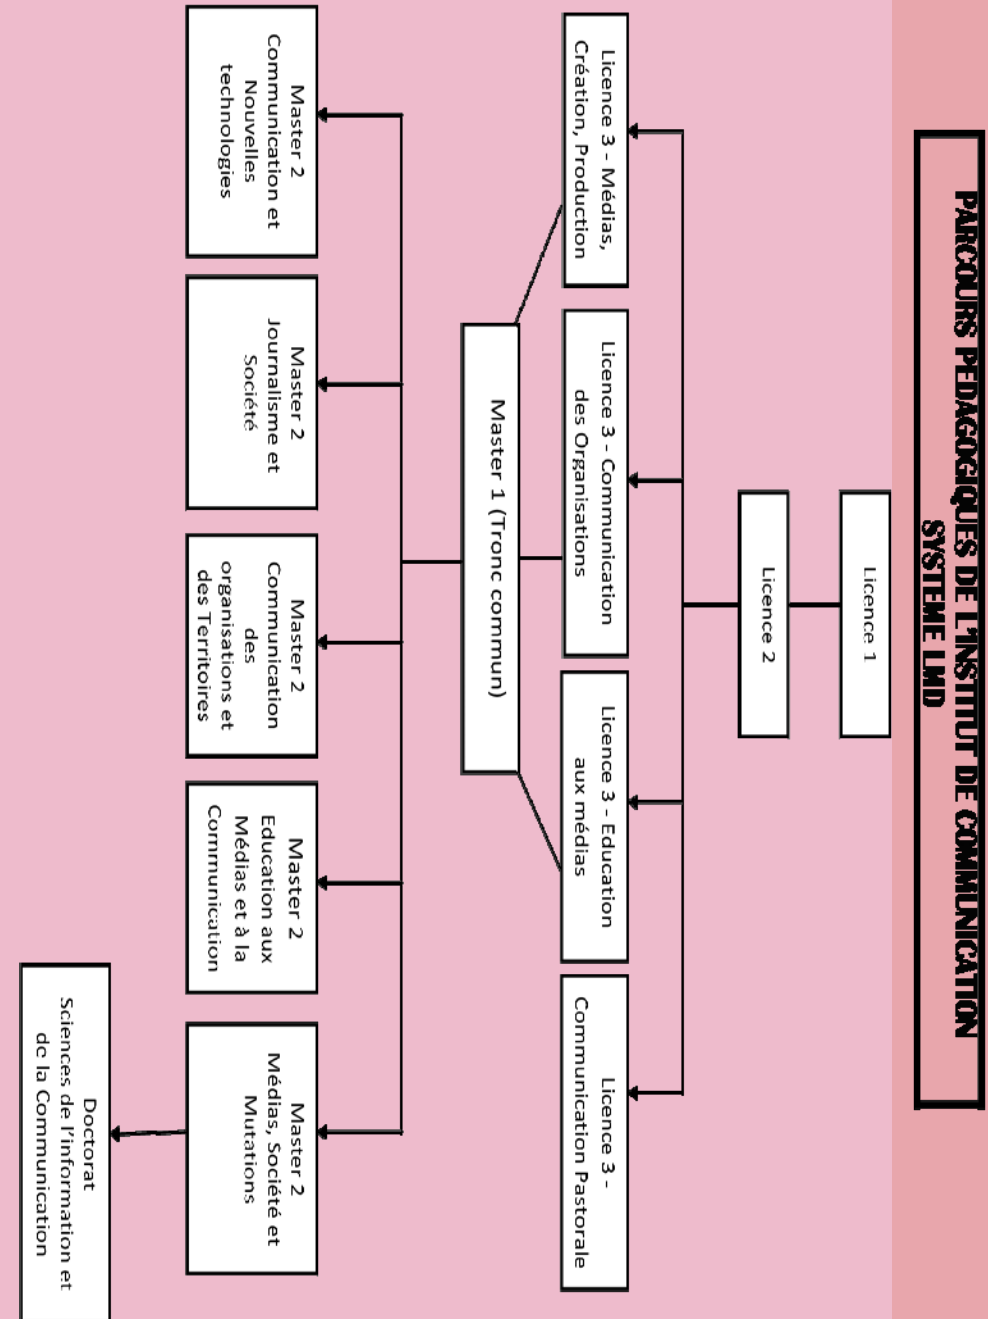 PARCOURS PEDAGOGIQUES DE L'INSTITUT DE COMMUNICATION
SYSTEME LMD
Licence 1
Licence 2
Licence 3 - Médias,
Création, Production
Licence 3 - Communication
des Organisations
Licence 3 - Education
aux médias
Licence 3 -
Communication Pastorale
Master 1 (Tronc commun)
Master 2
Communication et
Nouvelles
technologies
Master 2
Journalisme et
Société
Master 2
Communication
des
organisations et
des Territoires
Master 2
Education aux
Médias et à la
Communication
Master 2
Médias, Société et
Mutations
Doctorat
Sciences de l'information et
de la Communication